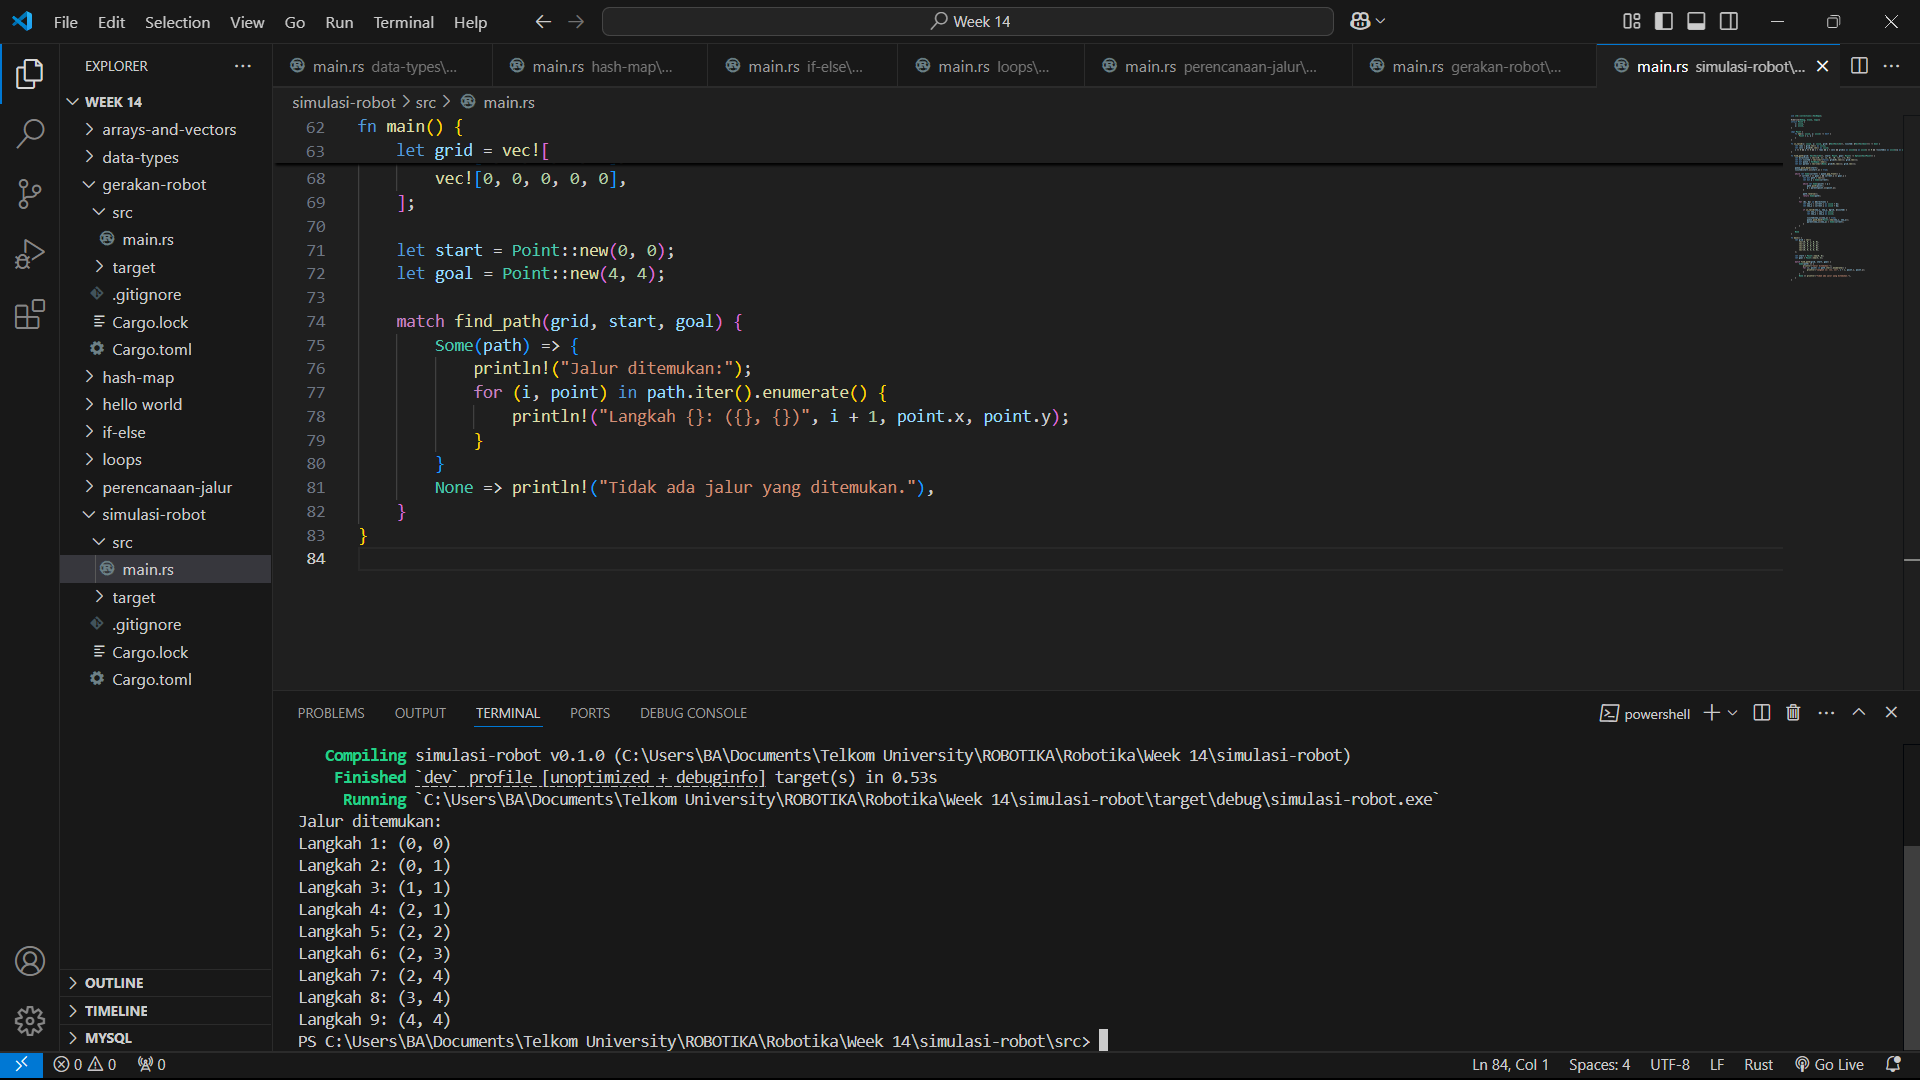 File Edit Selection View Go Run Terminal Help
Week 14
EXPLORER
WEEK 14
arrays-and-vectors
data-types
gerakan-robot
src
main.rs
target
.gitignore
Cargo.lock
Cargo.toml
hash-map
hello world
if-else
loops
perencanaan-jalur
simulasi-robot
src
main.rs
target
.gitignore
Cargo.lock
Cargo.toml
OUTLINE
TIMELINE
MYSQL
main.rs data-types\... main.rs hash-map\... main.rs if-else\... main.rs loops\... main.rs perencanaan-jalur\... main.rs gerakan-robot\... main.rs simulasi-robot\...
simulasi-robot > src > main.rs
62 fn main() {
63     let grid = vec![
68         vec![0, 0, 0, 0, 0],
69     ];
70
71     let start = Point::new(0, 0);
72     let goal = Point::new(4, 4);
73
74     match find_path(grid, start, goal) {
75         Some(path) => {
76             println!("Jalur ditemukan:");
77             for (i, point) in path.iter().enumerate() {
78                 println!("Langkah {}: ({}, {})", i + 1, point.x, point.y);
79             }
80         }
81         None => println!("Tidak ada jalur yang ditemukan."),
82     }
83 }
84
PROBLEMS OUTPUT TERMINAL PORTS DEBUG CONSOLE
powershell
Compiling simulasi-robot v0.1.0 (C:\Users\BA\Documents\Telkom University\ROBOTIKA\Robotika\Week 14\simulasi-robot)
Finished `dev` profile [unoptimized + debuginfo] target(s) in 0.53s
Running `C:\Users\BA\Documents\Telkom University\ROBOTIKA\Robotika\Week 14\simulasi-robot\target\debug\simulasi-robot.exe`
Jalur ditemukan:
Langkah 1: (0, 0)
Langkah 2: (0, 1)
Langkah 3: (1, 1)
Langkah 4: (2, 1)
Langkah 5: (2, 2)
Langkah 6: (2, 3)
Langkah 7: (2, 4)
Langkah 8: (3, 4)
Langkah 9: (4, 4)
PS C:\Users\BA\Documents\Telkom University\ROBOTIKA\Robotika\Week 14\simulasi-robot\src>
0 0 0 Ln 84, Col 1 Spaces: 4 UTF-8 LF Rust Go Live